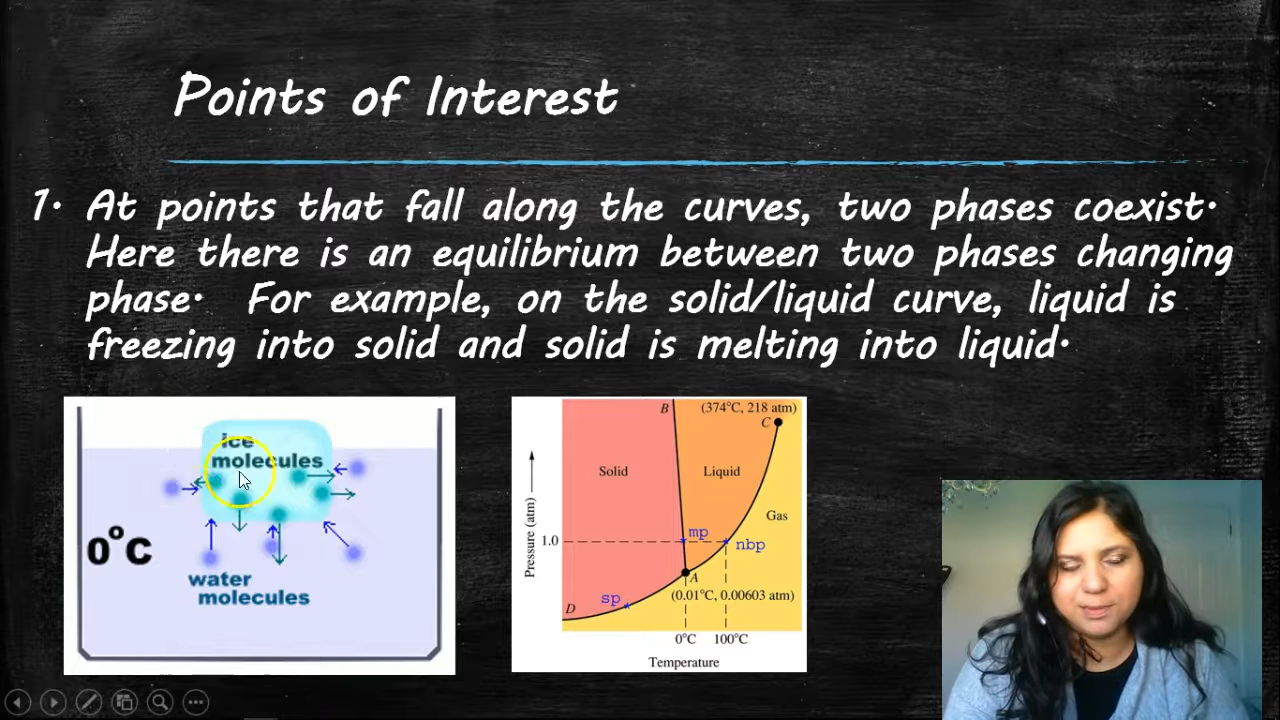 Points of Interest
1. At points that fall along the curves, two phases coexist.
Here there is an equilibrium between two phases changing
phase. For example, on the solid/liquid curve, liquid is
freezing into solid and solid is melting into liquid.
ice
molecules
0°C
water
molecules
B
(374°C, 218 atm)
C
Solid
Liquid
Gas
Pressure (atm)
1.0
mp
nbp
A
(0.01°C, 0.00603 atm)
sp
D
0°C
100°C
Temperature